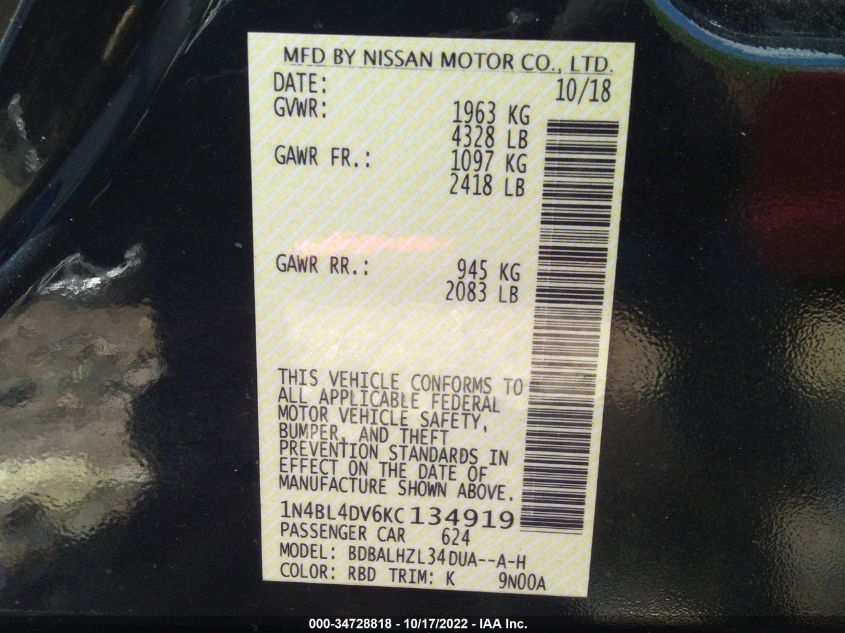 MFD BY NISSAN MOTOR CO., LTD.
DATE: 10/18
GVWR: 1963 KG
4328 LB
GAWR FR.: 1097 KG
2418 LB
GAWR RR.: 945 KG
2083 LB
THIS VEHICLE CONFORMS TO
ALL APPLICABLE FEDERAL
MOTOR VEHICLE SAFETY,
BUMPER, AND THEFT
PREVENTION STANDARDS IN
EFFECT ON THE DATE OF
MANUFACTURE SHOWN ABOVE.
1N4BL4DV6KC134919
PASSENGER CAR 624
MODEL: BDBALHZL34DUA--A-H
COLOR: RBD TRIM: K 9N00A
000-34728818 - 10/17/2022 - IAA Inc.